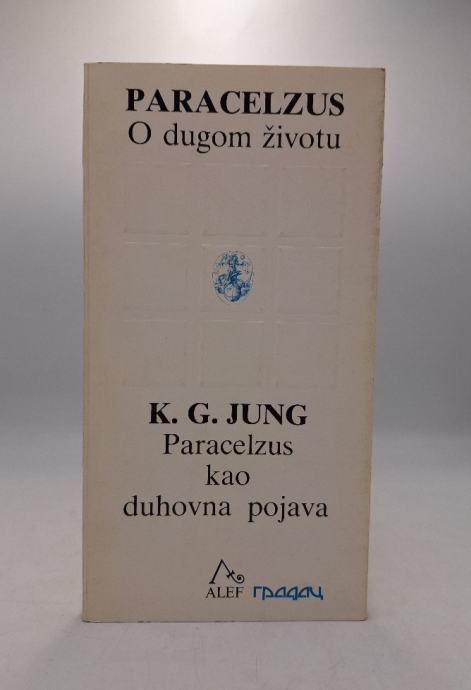 PARACELZUS
O dugom životu
K. G. JUNG
Paracelzus
kao
duhovna pojava
ALEF градац